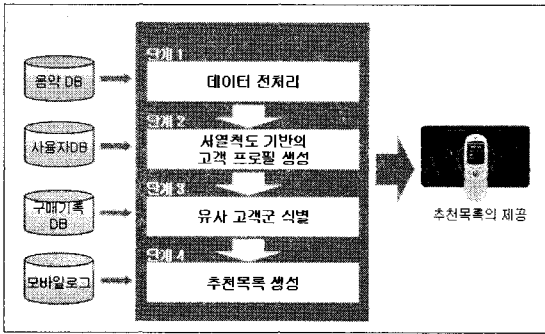 음악 DB
사용자DB
구매기록
DB
모바일로그
단계 1
데이터 전처리
단계 2
서열척도 기반의
고객 프로필 생성
단계 3
유사 고객군 식별
단계 4
추천목록 생성
추천목록의 제공